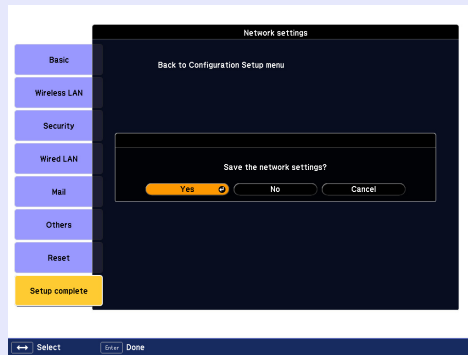 Network settings
Basic
Back to Configuration Setup menu
Wireless LAN
Security
Wired LAN
Save the network settings?
Yes No Cancel
Mail
Others
Reset
Setup complete
Select Enter Done